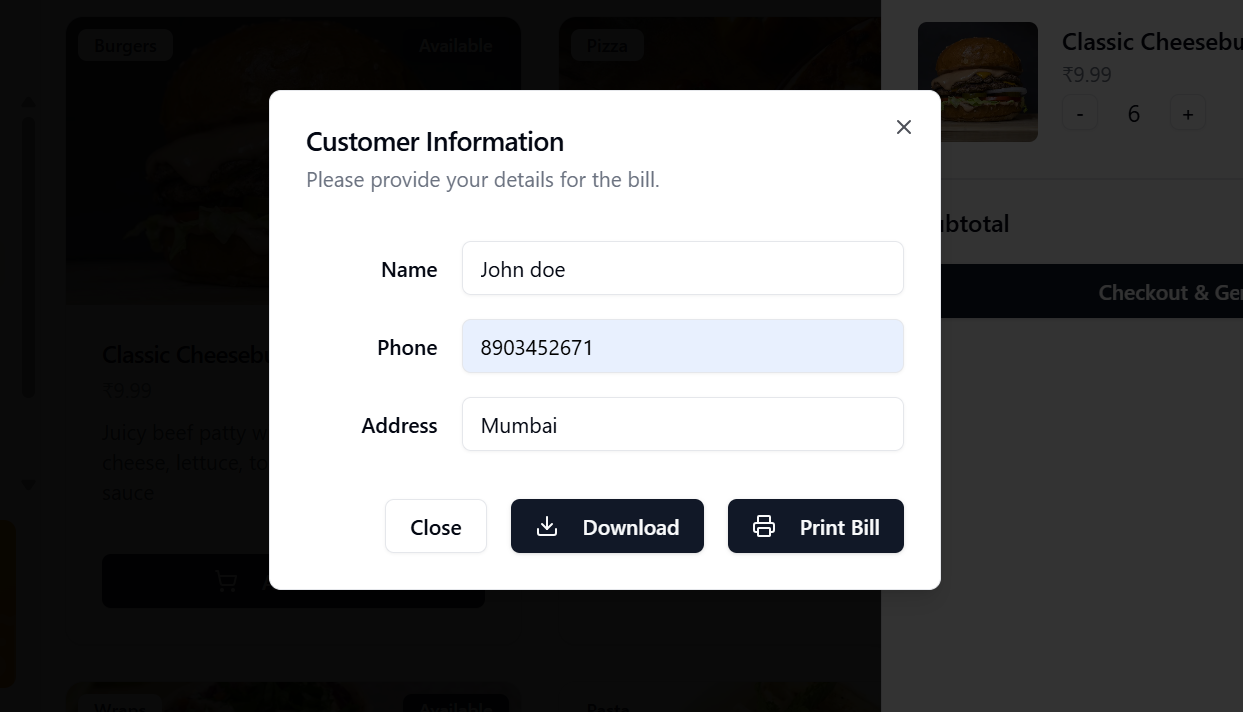 Burgers
Available
Pizza
Classic Cheesebu
₹9.99
-
6
+
Customer Information
Please provide your details for the bill.
btotal
Name
John doe
Checkout & Ge
Phone
8903452671
Classic Cheesebu
₹9.99
Address
Mumbai
Juicy beef patty w
cheese, lettuce, to
sauce
Close
Download
Print Bill
Wraps
Available
Pasta